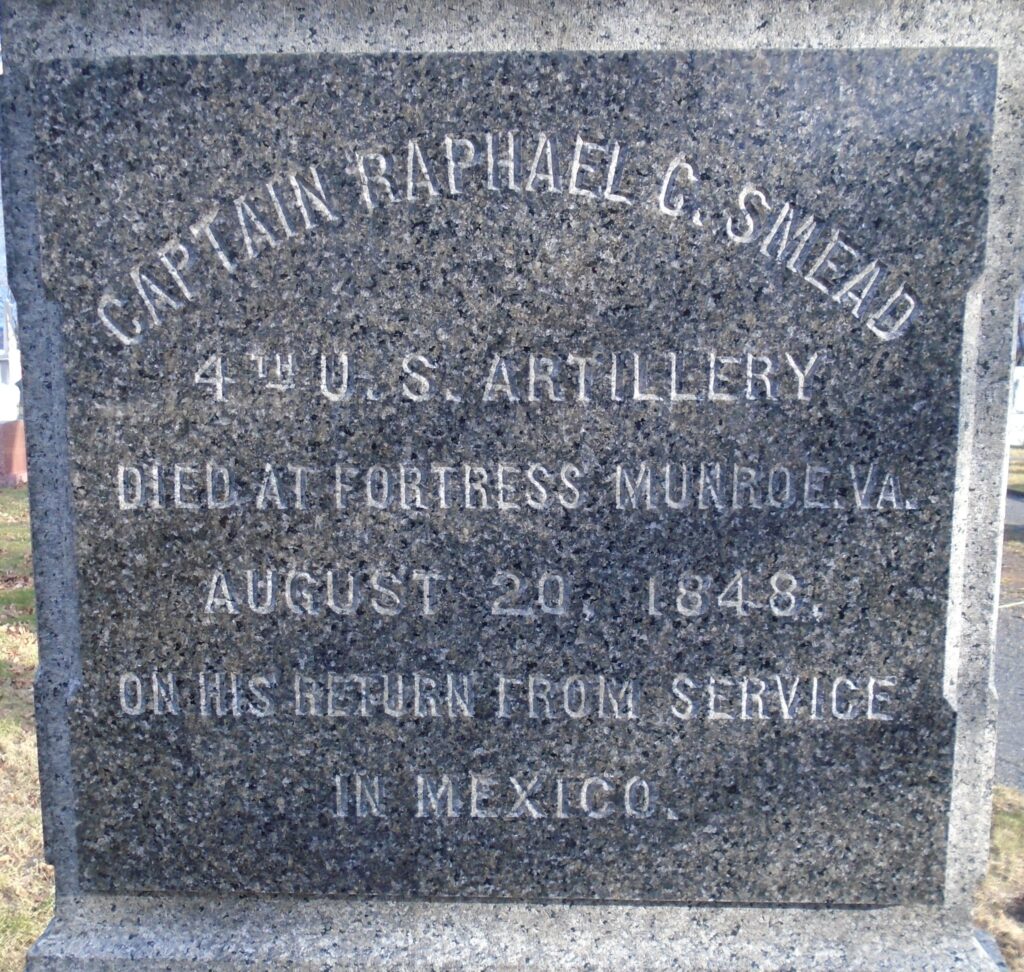 CAPTAIN RAPHAEL C. SMEAD
4TH U. S. ARTILLERY
DIED AT FORTRESS MUNROE. VA.
AUGUST 20, 1848.
ON HIS RETURN FROM SERVICE
IN MEXICO.